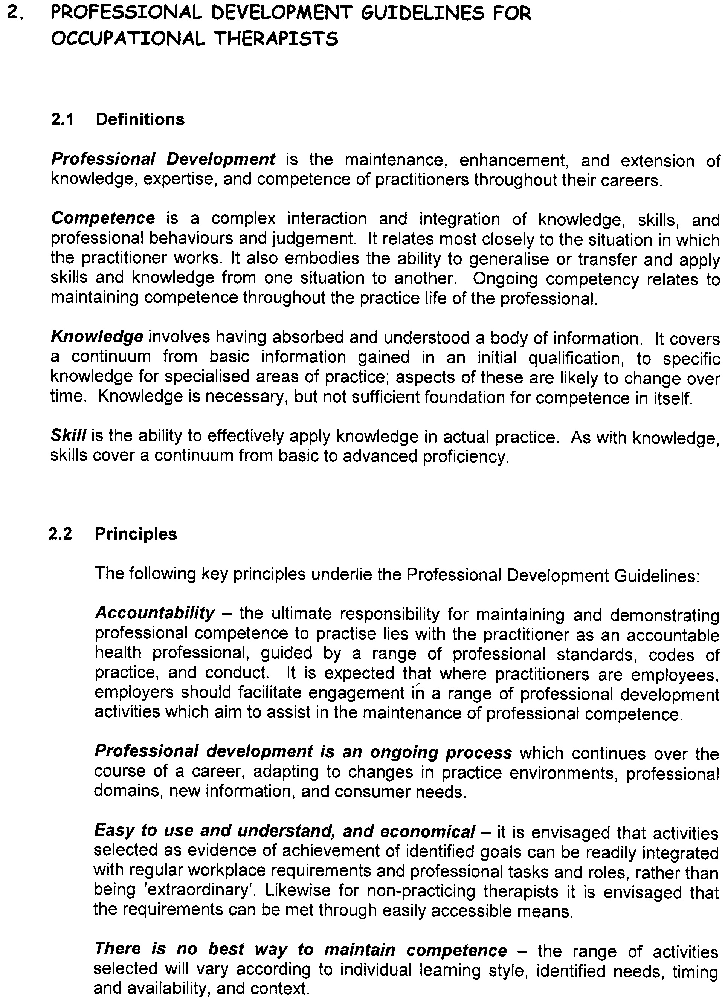 2. PROFESSIONAL DEVELOPMENT GUIDELINES FOR
OCCUPATIONAL THERAPISTS
2.1 Definitions
Professional Development is the maintenance, enhancement, and extension of
knowledge, expertise, and competence of practitioners throughout their careers.
Competence is a complex interaction and integration of knowledge, skills, and
professional behaviours and judgement. It relates most closely to the situation in which
the practitioner works. It also embodies the ability to generalise or transfer and apply
skills and knowledge from one situation to another. Ongoing competency relates to
maintaining competence throughout the practice life of the professional.
Knowledge involves having absorbed and understood a body of information. It covers
a continuum from basic information gained in an initial qualification, to specific
knowledge for specialised areas of practice; aspects of these are likely to change over
time. Knowledge is necessary, but not sufficient foundation for competence in itself.
Skill is the ability to effectively apply knowledge in actual practice. As with knowledge,
skills cover a continuum from basic to advanced proficiency.
2.2 Principles
The following key principles underlie the Professional Development Guidelines:
Accountability – the ultimate responsibility for maintaining and demonstrating
professional competence to practise lies with the practitioner as an accountable
health professional, guided by a range of professional standards, codes of
practice, and conduct. It is expected that where practitioners are employees,
employers should facilitate engagement in a range of professional development
activities which aim to assist in the maintenance of professional competence.
Professional development is an ongoing process which continues over the
course of a career, adapting to changes in practice environments, professional
domains, new information, and consumer needs.
Easy to use and understand, and economical – it is envisaged that activities
selected as evidence of achievement of identified goals can be readily integrated
with regular workplace requirements and professional tasks and roles, rather than
being 'extraordinary'. Likewise for non-practicing therapists it is envisaged that
the requirements can be met through easily accessible means.
There is no best way to maintain competence – the range of activities
selected will vary according to individual learning style, identified needs, timing
and availability, and context.